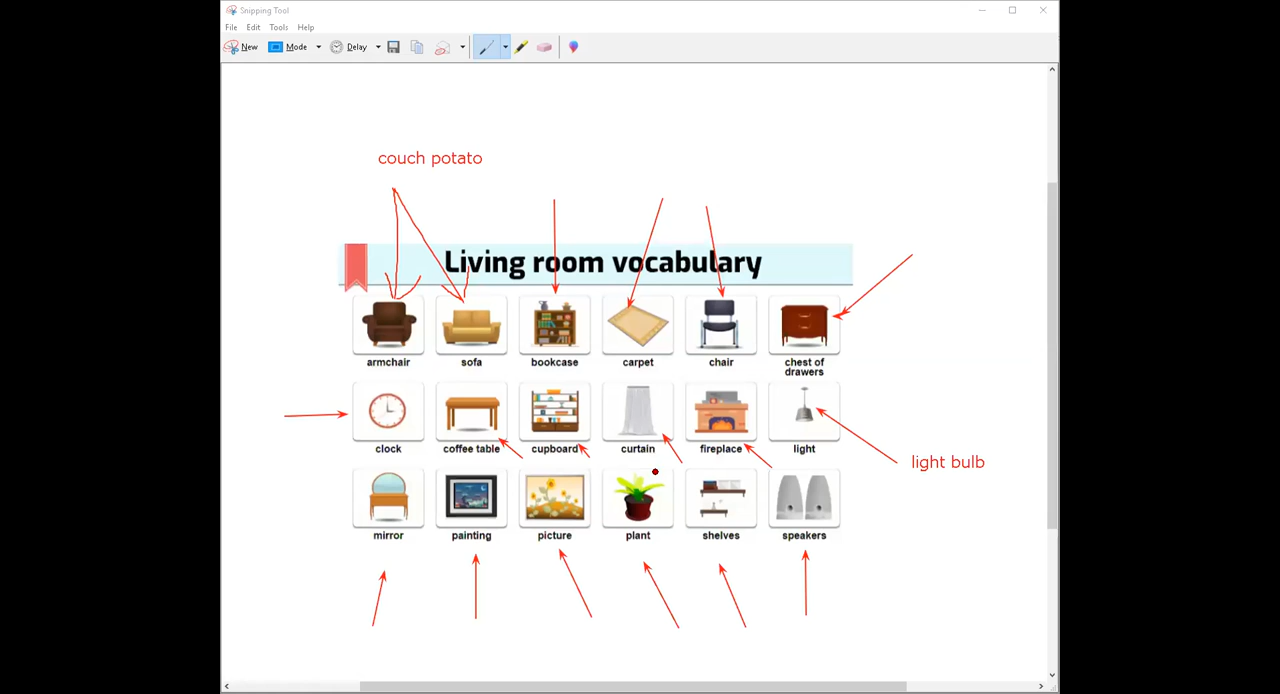 Snipping Tool
File Edit Tools Help
New Mode Delay
couch potato
Living room vocabulary
armchair sofa bookcase carpet chair chest of drawers
clock coffee table cupboard curtain fireplace light
light bulb
mirror painting picture plant shelves speakers